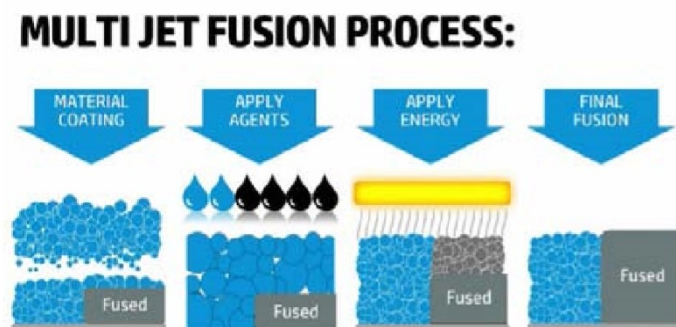 MULTI JET FUSION PROCESS:
MATERIAL
COATING
APPLY
AGENTS
APPLY
ENERGY
FINAL
FUSION
Fused
Fused
Fused
Fused